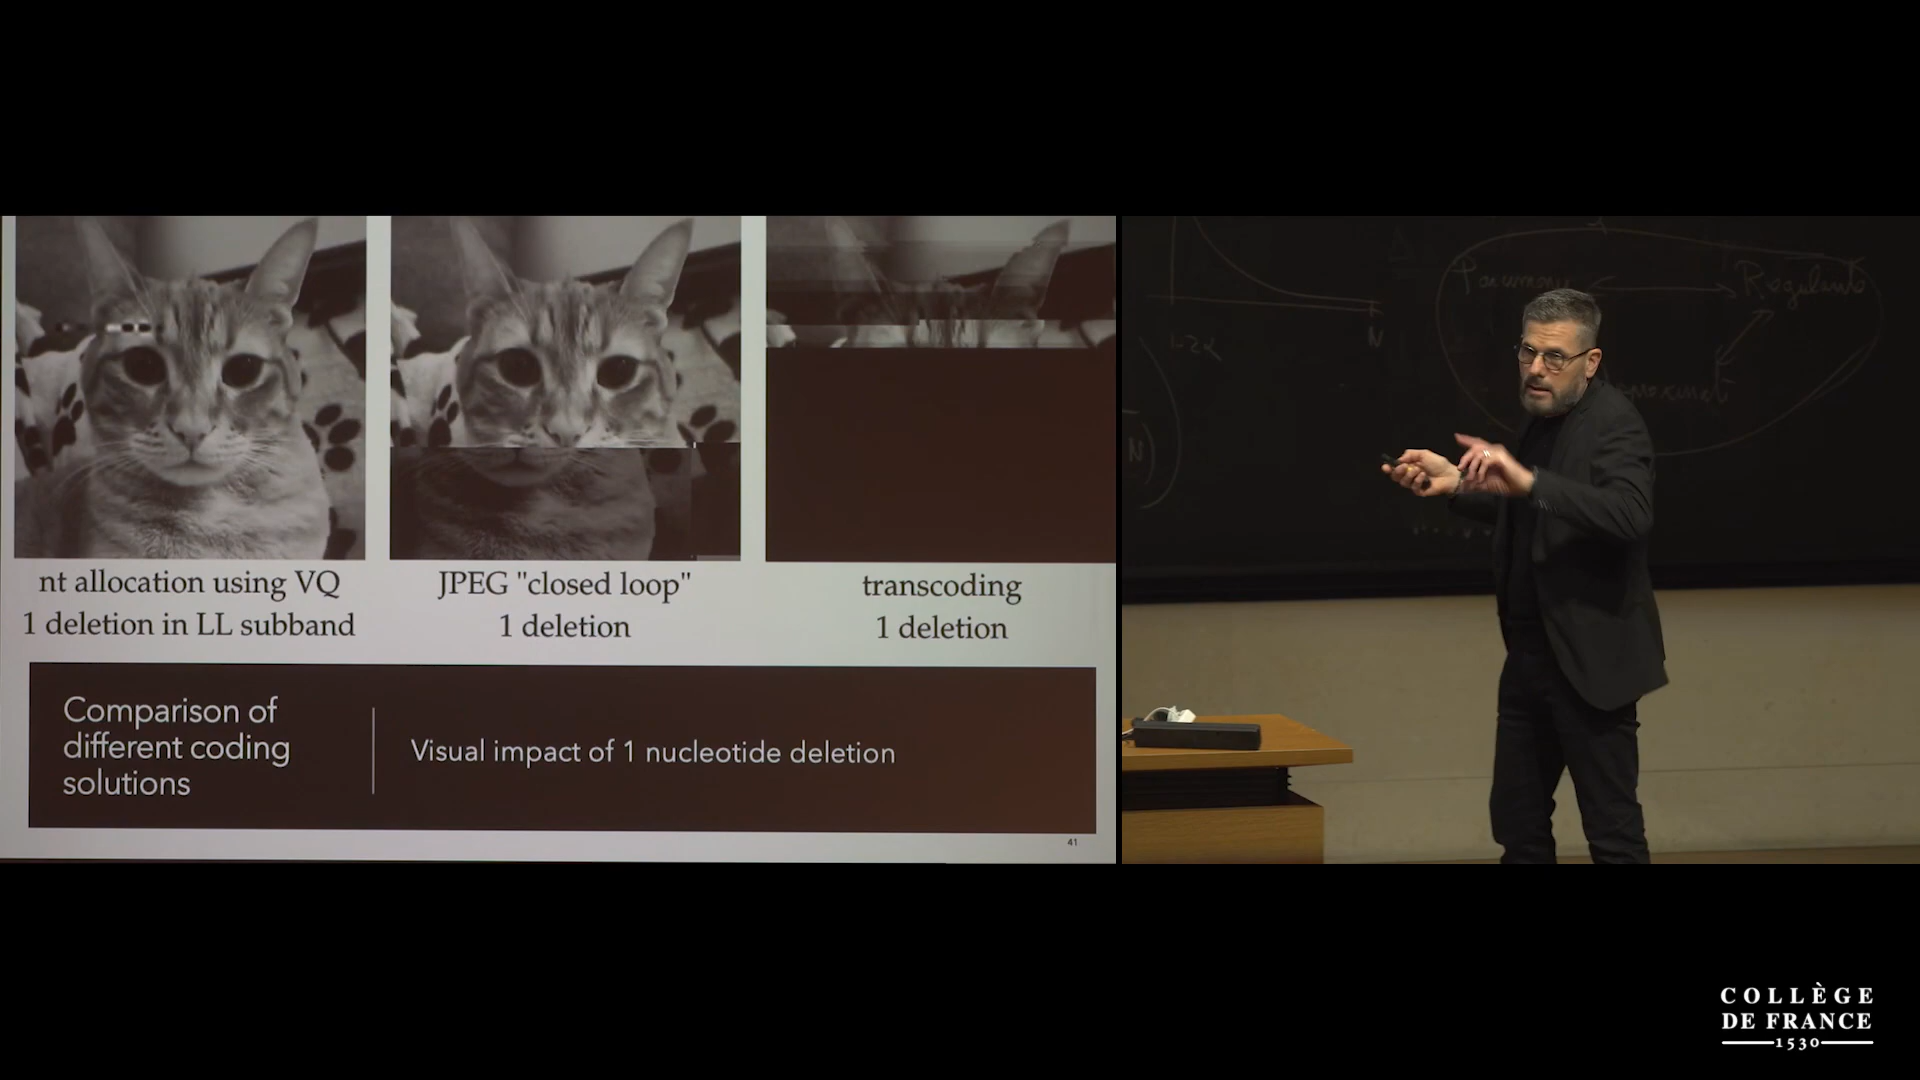 nt allocation using VQ
1 deletion in LL subband
JPEG "closed loop"
1 deletion
transcoding
1 deletion
Comparison of
different coding
solutions
Visual impact of 1 nucleotide deletion
41
N
N)
COLLÈGE
DE FRANCE
1530